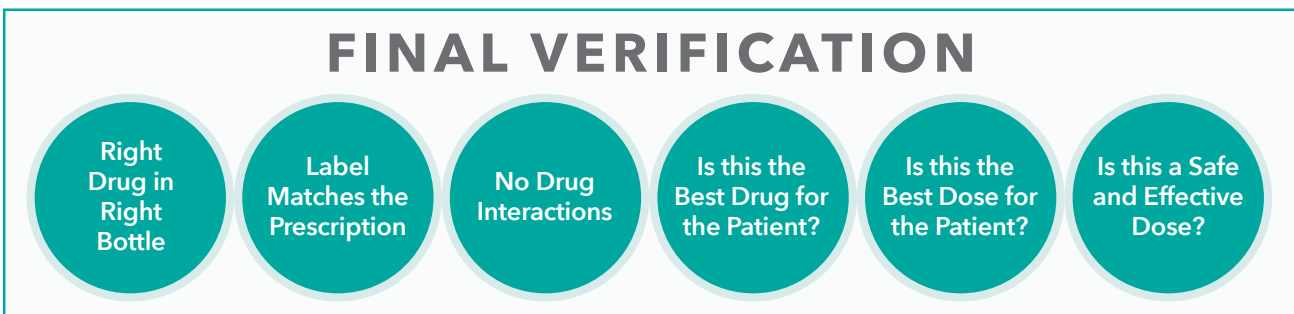 FINAL VERIFICATION
Right
Drug in
Right
Bottle
Label
Matches the
Prescription
No Drug
Interactions
Is this the
Best Drug for
the Patient?
Is this the
Best Dose for
the Patient?
Is this a Safe
and Effective
Dose?